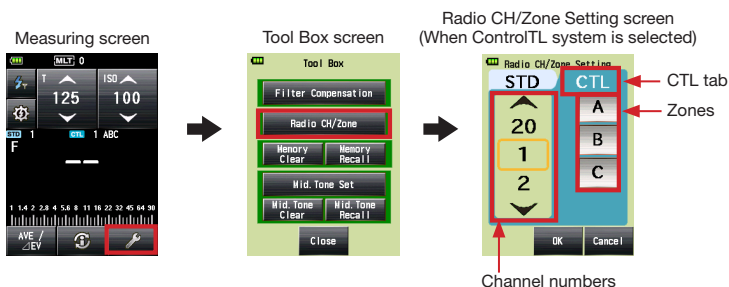 Measuring screen
MLT 0
T
125
ISO
100
STD 1 CTL 1 ABC
F
--
1 1.4 2 2.8 4 5.6 8 11 16 22 32 45 64 90
AVE /
⊿EV
Tool Box screen
Tool Box
Filter Compensation
Radio CH/Zone
Memory Clear
Memory Recall
Mid. Tone Set
Mid. Tone Clear
Mid. Tone Recall
Close
Radio CH/Zone Setting screen
(When ControlTL system is selected)
Radio CH/Zone Setting
STD
CTL
20
1
2
A
B
C
OK
Cancel
CTL tab
Zones
Channel numbers